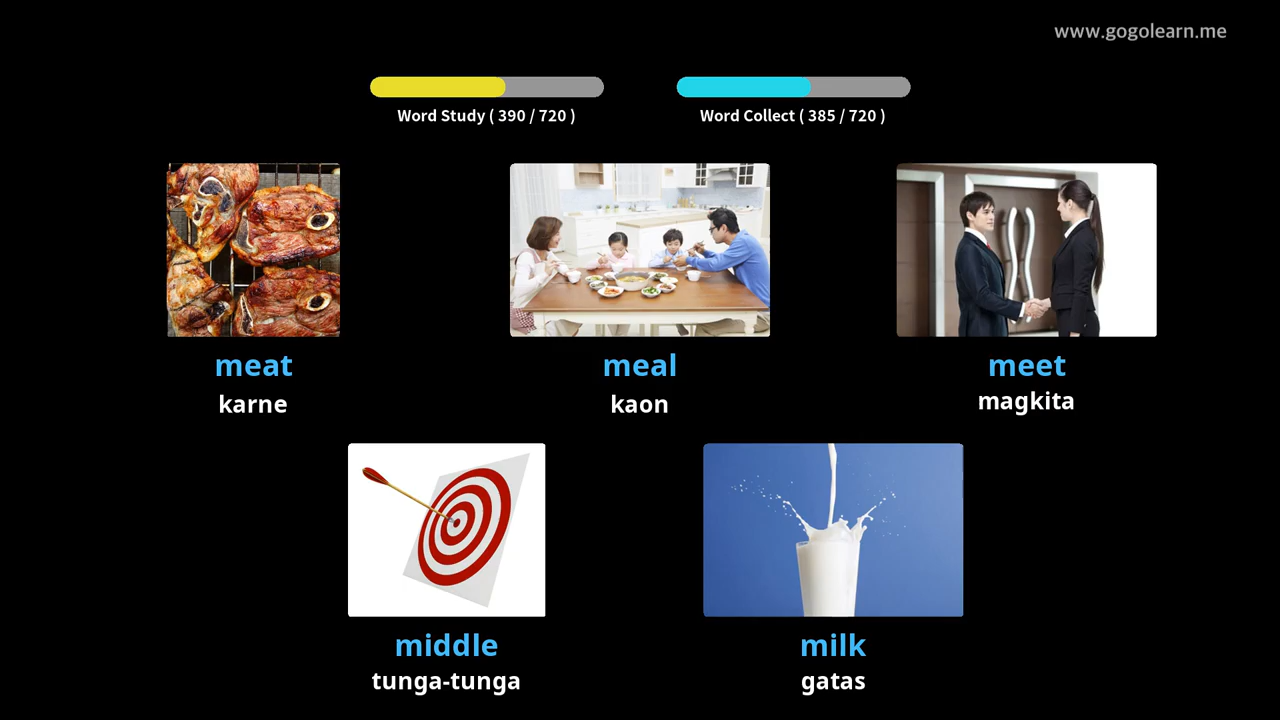 www.gogolearn.me
Word Study ( 390 / 720 )
Word Collect ( 385 / 720 )
meat
karne
meal
kaon
meet
magkita
middle
tunga-tunga
milk
gatas